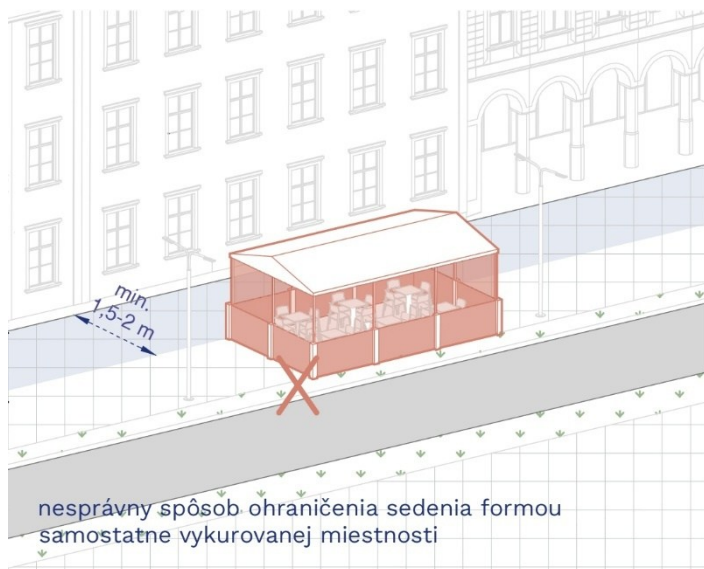 min.
1,5-2 m
nesprávny spôsob ohraničenia sedenia formou
samostatne vykurovanej miestnosti